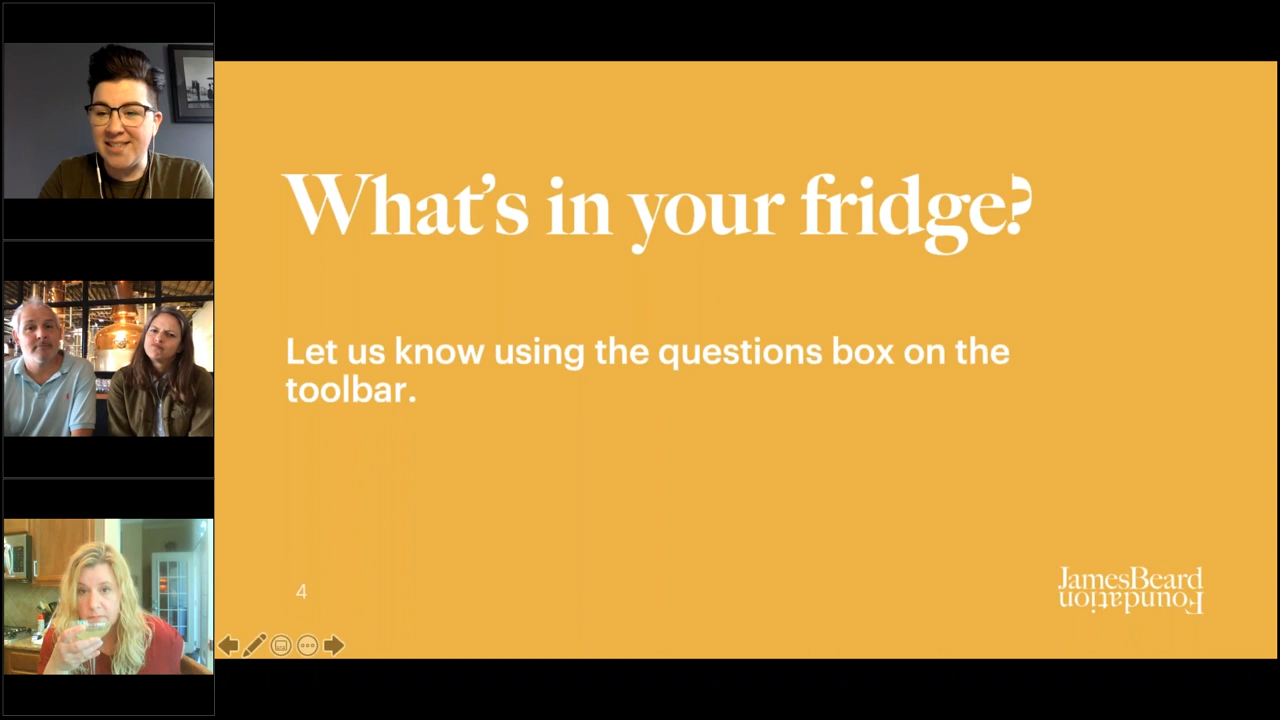 What's in your fridge?
Let us know using the questions box on the
toolbar.
4
JamesBeard
Foundation